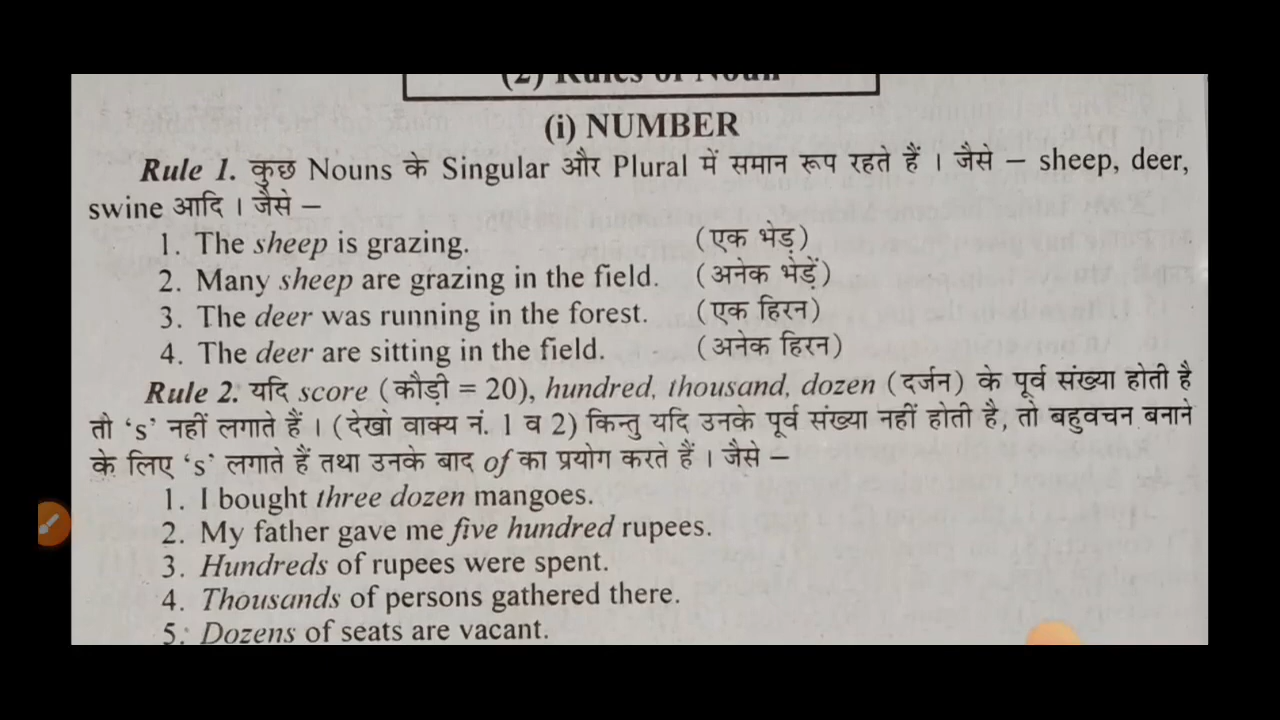 (2) Rules of Noun
(i) NUMBER
Rule 1. कुछ Nouns के Singular और Plural में समान रूप रहते हैं । जैसे – sheep, deer,
swine आदि । जैसे –
1. The sheep is grazing. (एक भेड़)
2. Many sheep are grazing in the field. (अनेक भेड़ें)
3. The deer was running in the forest. (एक हिरन)
4. The deer are sitting in the field. (अनेक हिरन)
Rule 2. यदि score (कौड़ी = 20), hundred, thousand, dozen (दर्जन) के पूर्व संख्या होती है
तो ‘s’ नहीं लगाते हैं । (देखो वाक्य नं. 1 व 2) किन्तु यदि उनके पूर्व संख्या नहीं होती है, तो बहुवचन बनाने
के लिए ‘s’ लगाते हैं तथा उनके बाद of का प्रयोग करते हैं । जैसे –
1. I bought three dozen mangoes.
2. My father gave me five hundred rupees.
3. Hundreds of rupees were spent.
4. Thousands of persons gathered there.
5. Dozens of seats are vacant.